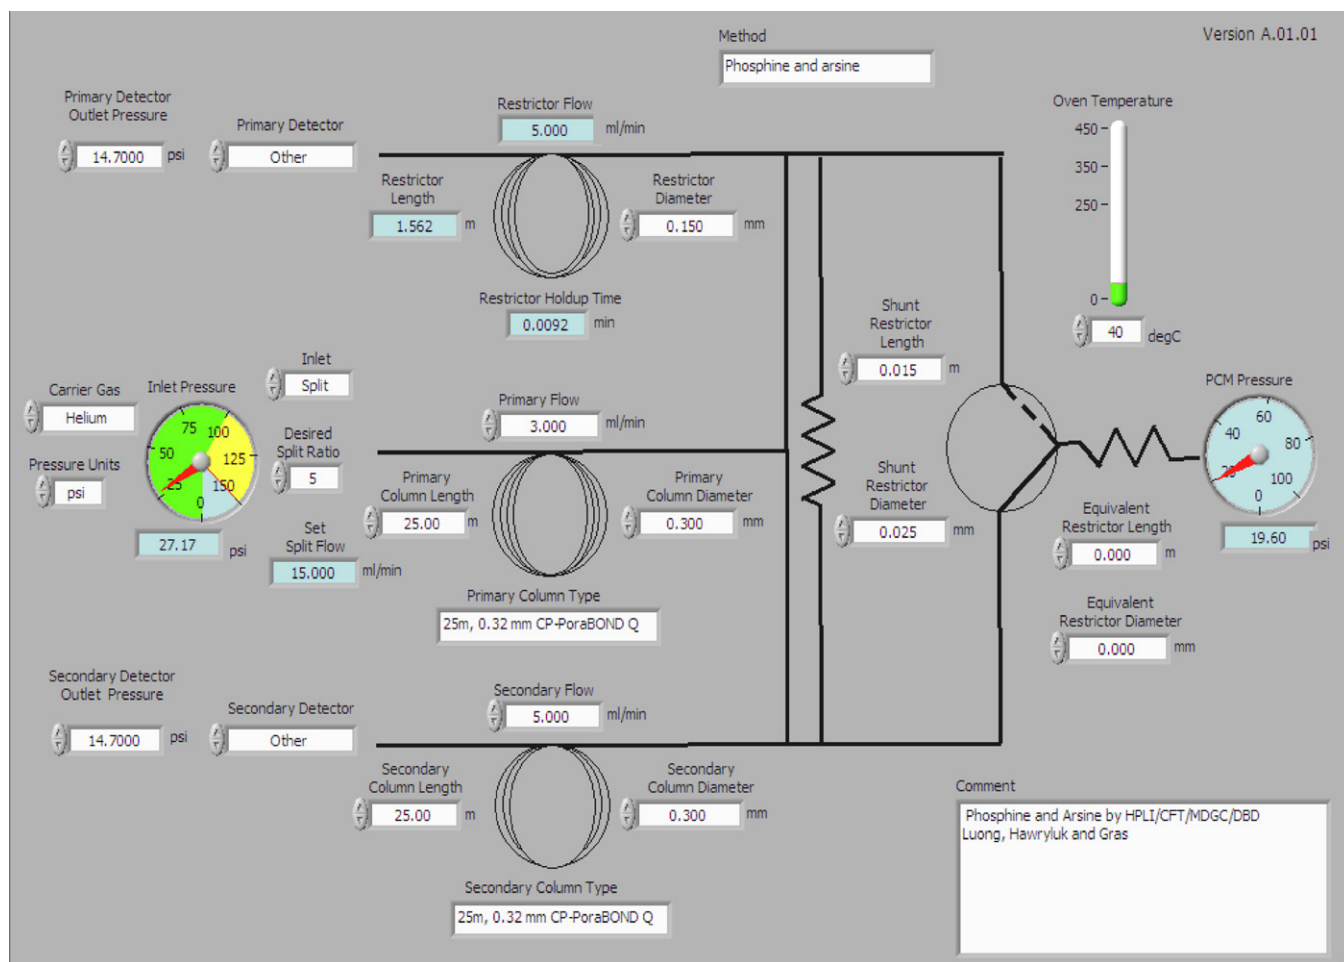 Version A.01.01
Method
Phosphine and arsine
Primary Detector
Outlet Pressure
14.7000 psi
Primary Detector
Other
Restrictor Flow
5.000 ml/min
Restrictor
Length
1.562 m
Restrictor
Diameter
0.150 mm
Restrictor Holdup Time
0.0092 min
Oven Temperature
450
350
250
0
40 degC
Carrier Gas
Helium
Pressure Units
psi
Inlet Pressure
0
25
50
75
100
125
150
27.17 psi
Inlet
Split
Desired
Split Ratio
5
Set
Split Flow
15.000 ml/min
Primary Flow
3.000 ml/min
Primary
Column Length
25.00 m
Primary
Column Diameter
0.300 mm
Primary Column Type
25m, 0.32 mm CP-PoraBOND Q
Shunt
Restrictor
Length
0.015 m
Shunt
Restrictor
Diameter
0.025 mm
PCM Pressure
0
20
40
60
80
100
19.60 psi
Equivalent
Restrictor Length
0.000 m
Equivalent
Restrictor Diameter
0.000 mm
Secondary Detector
Outlet Pressure
14.7000 psi
Secondary Detector
Other
Secondary Flow
5.000 ml/min
Secondary
Column Length
25.00 m
Secondary
Column Diameter
0.300 mm
Secondary Column Type
25m, 0.32 mm CP-PoraBOND Q
Comment
Phosphine and Arsine by HPLI/CFT/MDGC/DBD
Luong, Hawryluk and Gras